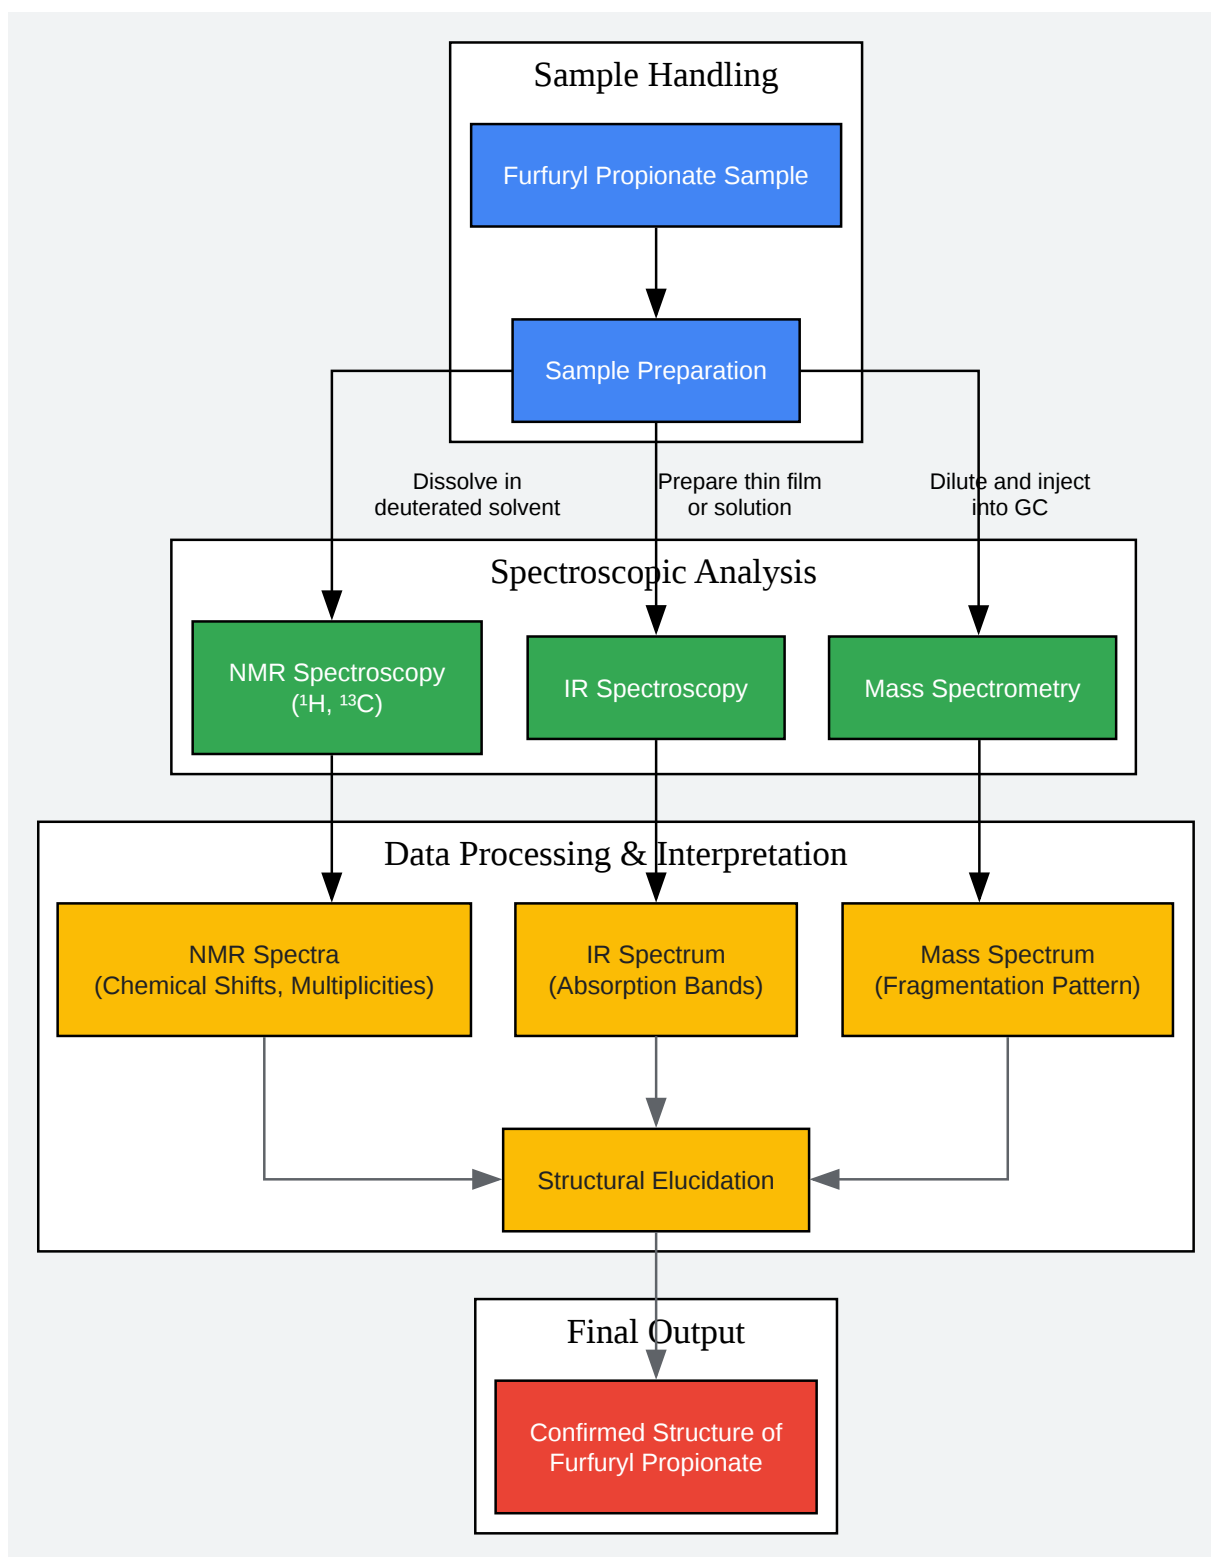 Sample Handling
Furfuryl Propionate Sample
Sample Preparation
Dissolve in
deuterated solvent
Prepare thin film
or solution
Dilute and inject
into GC
Spectroscopic Analysis
NMR Spectroscopy
(¹H, ¹³C)
IR Spectroscopy
Mass Spectrometry
Data Processing & Interpretation
NMR Spectra
(Chemical Shifts, Multiplicities)
IR Spectrum
(Absorption Bands)
Mass Spectrum
(Fragmentation Pattern)
Structural Elucidation
Final Output
Confirmed Structure of
Furfuryl Propionate